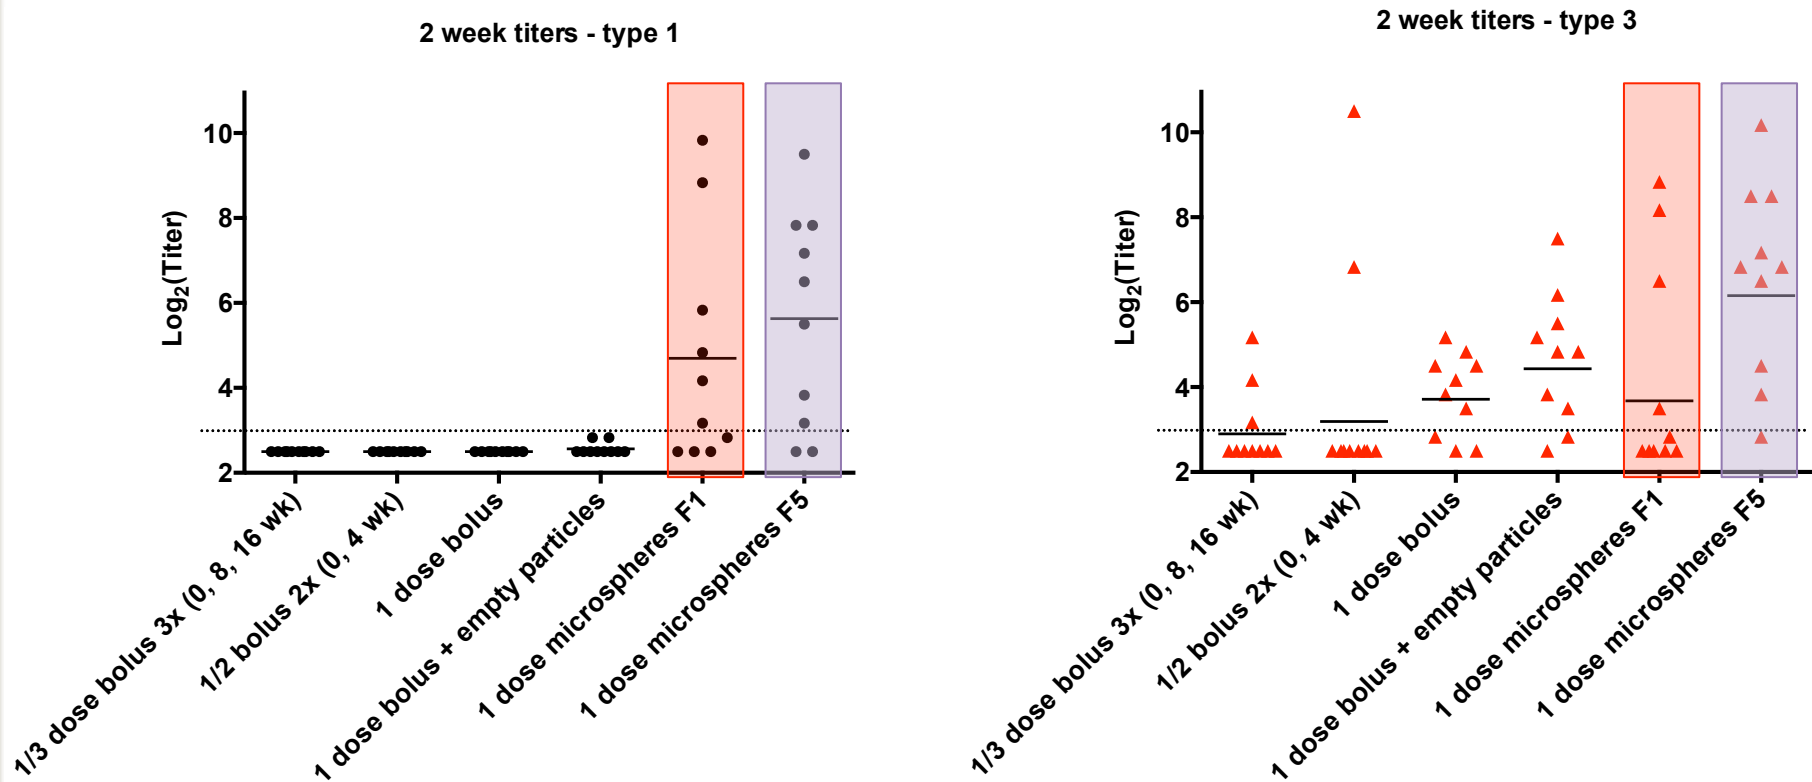 2 week titers - type 1
Log2(Titer)
10
8
6
4
2
1/3 dose bolus 3x (0, 8, 16 wk)
1/2 bolus 2x (0, 4 wk)
1 dose bolus
1 dose bolus + empty particles
1 dose microspheres F1
1 dose microspheres F5
2 week titers - type 3
Log2(Titer)
10
8
6
4
2
1/3 dose bolus 3x (0, 8, 16 wk)
1/2 bolus 2x (0, 4 wk)
1 dose bolus
1 dose bolus + empty particles
1 dose microspheres F1
1 dose microspheres F5